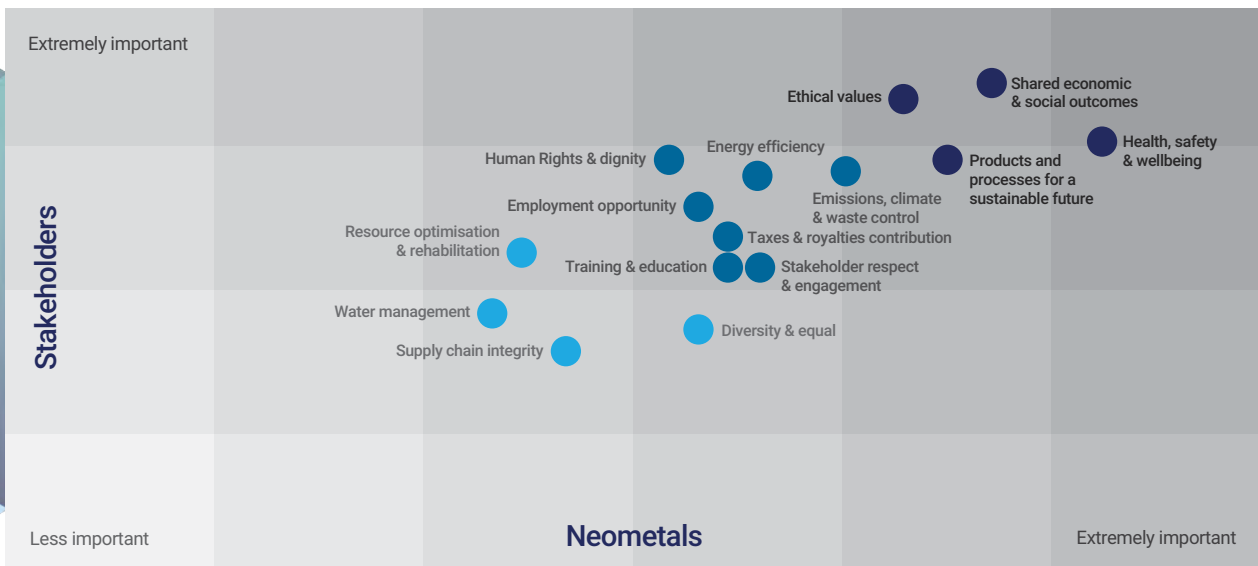 Extremely important
Shared economic
& social outcomes
Ethical values
Health, safety
& wellbeing
Energy efficiency
Human Rights & dignity
Products and
processes for a
sustainable future
Emissions, climate
& waste control
Employment opportunity
Resource optimisation
& rehabilitation
Taxes & royalties contribution
Training & education
Stakeholder respect
& engagement
Stakeholders
Water management
Diversity & equal
Supply chain integrity
Less important
Neometals
Extremely important